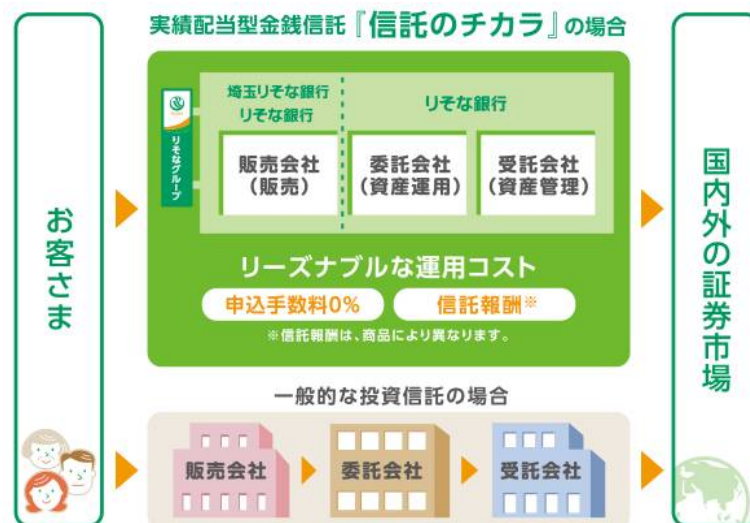 実績配当型金銭信託『信託のチカラ』の場合
お客さま
りそなグループ
埼玉りそな銀行
りそな銀行
りそな銀行
販売会社
(販売)
委託会社
(資産運用)
受託会社
(資産管理)
リーズナブルな運用コスト
申込手数料0%
信託報酬※
※信託報酬は、商品により異なります。
国内外の証券市場
一般的な投資信託の場合
販売会社
委託会社
受託会社